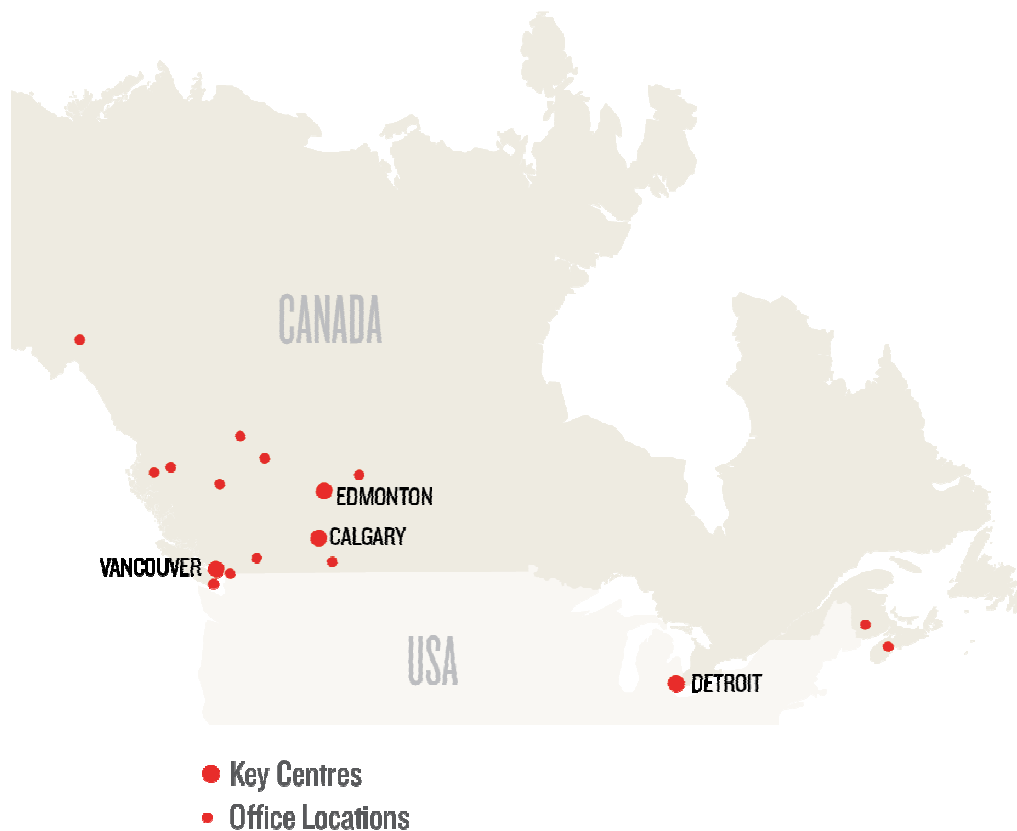 CANADA
EDMONTON
CALGARY
VANCOUVER
USA
DETROIT
Key Centres
Office Locations